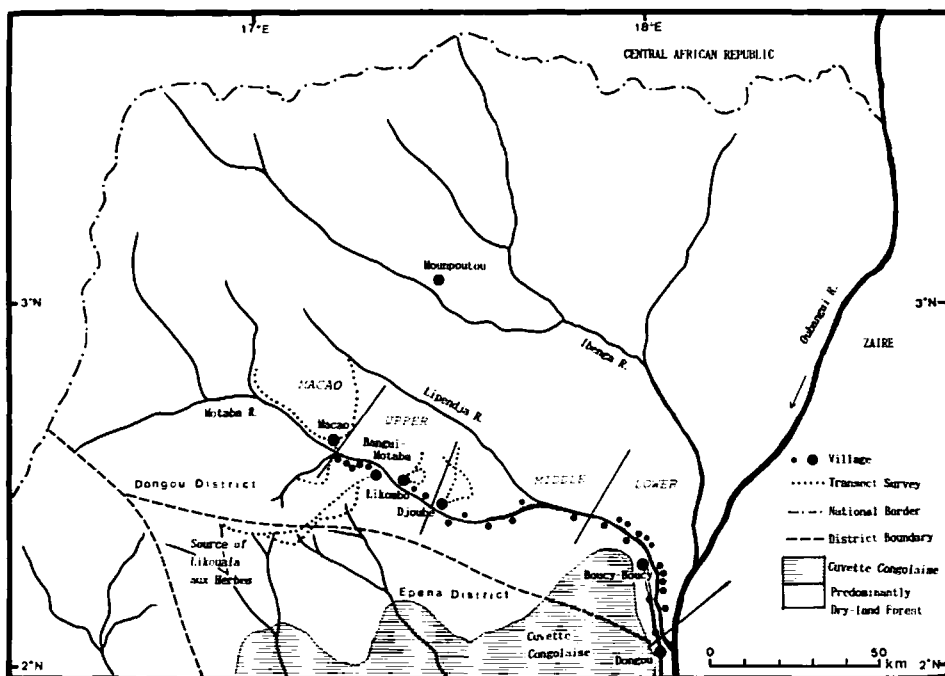 17°E
18°E
CENTRAL AFRICAN REPUBLIC
Mounpoutou
3°N
3°N
Oubangui R.
ZAIRE
Ibenga R.
MACAO
Lipendja R.
Motaba R.
Macao
UPPER
Bangui-
Motaba
MIDDLE
LOWER
Village
Likombo
Dongou District
Djoube
Transect Survey
National Border
Source of
Likouala
aux Herbes
District Boundary
Boucy-Boucy
Cuvette Congolaise
Epena District
Predominantly
Dry-land Forest
Cuvette
Congolaise
Dongou
2°N
0
50
km
2°N